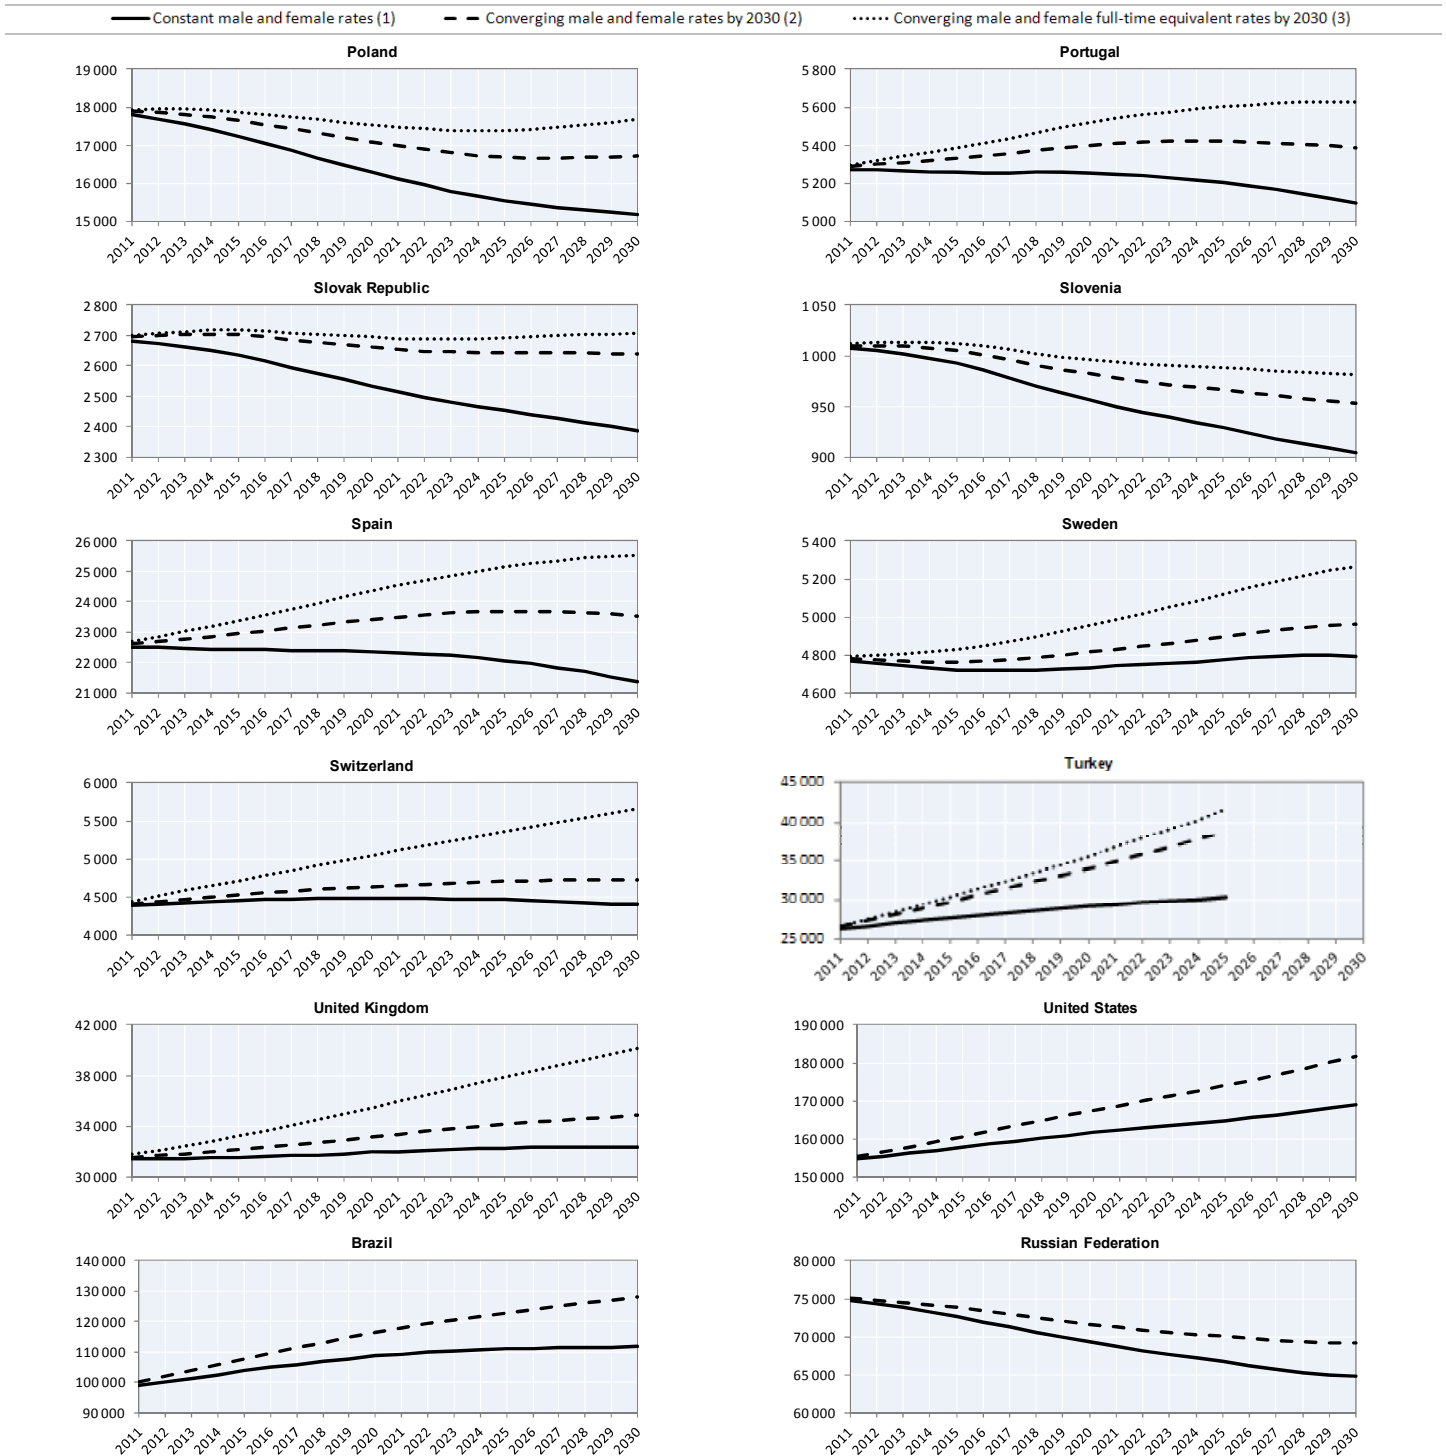 Constant male and female rates (1) Converging male and female rates by 2030 (2) Converging male and female full-time equivalent rates by 2030 (3)
Poland
19 000
18 000
17 000
16 000
15 000
2011 2012 2013 2014 2015 2016 2017 2018 2019 2020 2021 2022 2023 2024 2025 2026 2027 2028 2029 2030
Portugal
5 800
5 600
5 400
5 200
5 000
2011 2012 2013 2014 2015 2016 2017 2018 2019 2020 2021 2022 2023 2024 2025 2026 2027 2028 2029 2030
Slovak Republic
2 800
2 700
2 600
2 500
2 400
2 300
2011 2012 2013 2014 2015 2016 2017 2018 2019 2020 2021 2022 2023 2024 2025 2026 2027 2028 2029 2030
Slovenia
1 050
1 000
950
900
2011 2012 2013 2014 2015 2016 2017 2018 2019 2020 2021 2022 2023 2024 2025 2026 2027 2028 2029 2030
Spain
26 000
25 000
24 000
23 000
22 000
21 000
2011 2012 2013 2014 2015 2016 2017 2018 2019 2020 2021 2022 2023 2024 2025 2026 2027 2028 2029 2030
Sweden
5 400
5 200
5 000
4 800
4 600
2011 2012 2013 2014 2015 2016 2017 2018 2019 2020 2021 2022 2023 2024 2025 2026 2027 2028 2029 2030
Switzerland
6 000
5 500
5 000
4 500
4 000
2011 2012 2013 2014 2015 2016 2017 2018 2019 2020 2021 2022 2023 2024 2025 2026 2027 2028 2029 2030
Turkey
45 000
40 000
35 000
30 000
25 000
2011 2012 2013 2014 2015 2016 2017 2018 2019 2020 2021 2022 2023 2024 2025 2026 2027 2028 2029 2030
United Kingdom
42 000
38 000
34 000
30 000
2011 2012 2013 2014 2015 2016 2017 2018 2019 2020 2021 2022 2023 2024 2025 2026 2027 2028 2029 2030
United States
190 000
180 000
170 000
160 000
150 000
2011 2012 2013 2014 2015 2016 2017 2018 2019 2020 2021 2022 2023 2024 2025 2026 2027 2028 2029 2030
Brazil
140 000
130 000
120 000
110 000
100 000
90 000
2011 2012 2013 2014 2015 2016 2017 2018 2019 2020 2021 2022 2023 2024 2025 2026 2027 2028 2029 2030
Russian Federation
80 000
75 000
70 000
65 000
60 000
2011 2012 2013 2014 2015 2016 2017 2018 2019 2020 2021 2022 2023 2024 2025 2026 2027 2028 2029 2030